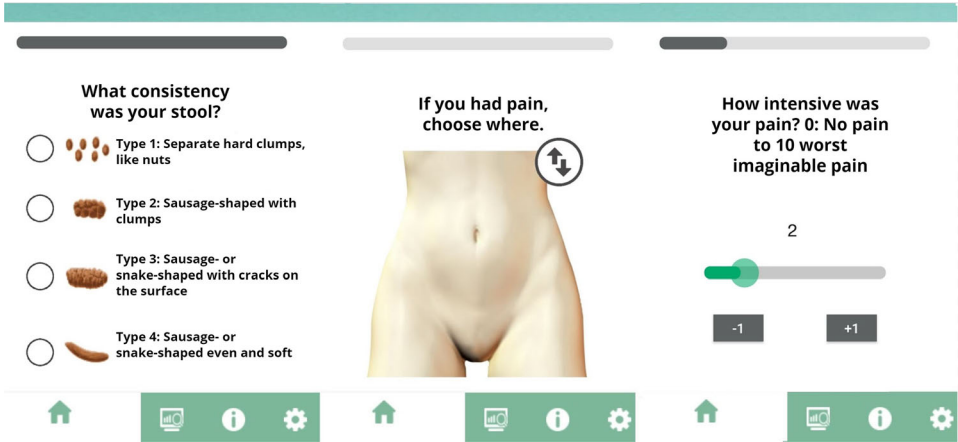 What consistency
was your stool?
Type 1: Separate hard clumps,
like nuts
Type 2: Sausage-shaped with
clumps
Type 3: Sausage- or
snake-shaped with cracks on
the surface
Type 4: Sausage- or
snake-shaped even and soft
If you had pain,
choose where.
How intensive was
your pain? 0: No pain
to 10 worst
imaginable pain
2
-1
+1